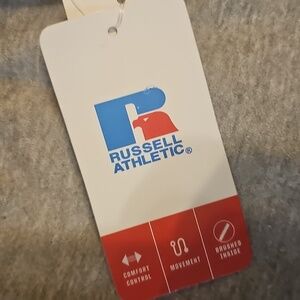 RUSSELL
ATHLETIC®
COMFORT
CONTROL
MOVEMENT
BRUSHED
INSIDE